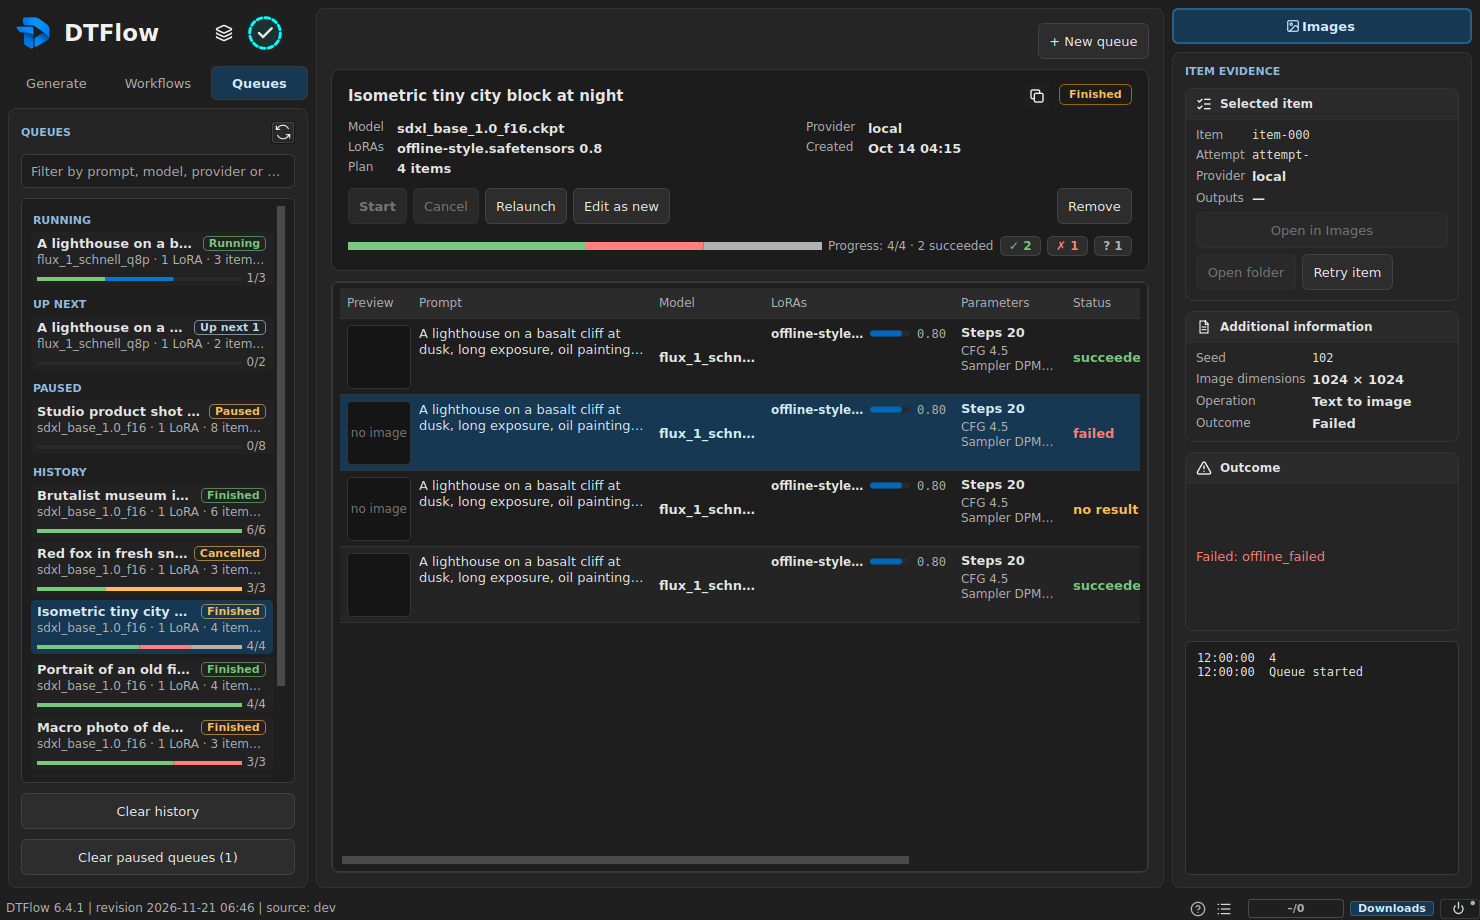 DTFlow
Generate
Workflows
Queues
QUEUES
Filter by prompt, model, provider or ...
RUNNING
A lighthouse on a b... Running
flux_1_schnell_q8p · 1 LoRA · 3 item...
1/3
UP NEXT
A lighthouse on a ... Up next 1
flux_1_schnell_q8p · 1 LoRA · 2 item...
0/2
PAUSED
Studio product shot ... Paused
sdxl_base_1.0_f16 · 1 LoRA · 8 item...
0/8
HISTORY
Brutalist museum i... Finished
sdxl_base_1.0_f16 · 1 LoRA · 6 item...
6/6
Red fox in fresh sn... Cancelled
sdxl_base_1.0_f16 · 1 LoRA · 3 item...
3/3
Isometric tiny city ... Finished
sdxl_base_1.0_f16 · 1 LoRA · 4 item...
4/4
Portrait of an old fi... Finished
sdxl_base_1.0_f16 · 1 LoRA · 4 item...
4/4
Macro photo of de... Finished
sdxl_base_1.0_f16 · 1 LoRA · 3 item...
3/3
Clear history
Clear paused queues (1)
+ New queue
Isometric tiny city block at night
Finished
Model sdxl_base_1.0_f16.ckpt
Provider local
LoRAs offline-style.safetensors 0.8
Created Oct 14 04:15
Plan 4 items
Start
Cancel
Relaunch
Edit as new
Remove
Progress: 4/4 · 2 succeeded ✓ 2 ✗ 1 ? 1
Preview Prompt Model LoRAs Parameters Status
A lighthouse on a basalt cliff at
dusk, long exposure, oil painting...
flux_1_schn...
offline-style... 0.80
Steps 20
CFG 4.5
Sampler DPM...
succeede
no image
A lighthouse on a basalt cliff at
dusk, long exposure, oil painting...
flux_1_schn...
offline-style... 0.80
Steps 20
CFG 4.5
Sampler DPM...
failed
no image
A lighthouse on a basalt cliff at
dusk, long exposure, oil painting...
flux_1_schn...
offline-style... 0.80
Steps 20
CFG 4.5
Sampler DPM...
no result
A lighthouse on a basalt cliff at
dusk, long exposure, oil painting...
flux_1_schn...
offline-style... 0.80
Steps 20
CFG 4.5
Sampler DPM...
succeede
Images
ITEM EVIDENCE
Selected item
Item item-000
Attempt attempt-
Provider local
Outputs —
Open in Images
Open folder
Retry item
Additional information
Seed 102
Image dimensions 1024 × 1024
Operation Text to image
Outcome Failed
Outcome
Failed: offline_failed
12:00:00 4
12:00:00 Queue started
DTFlow 6.4.1 | revision 2026-11-21 06:46 | source: dev
-/0
Downloads